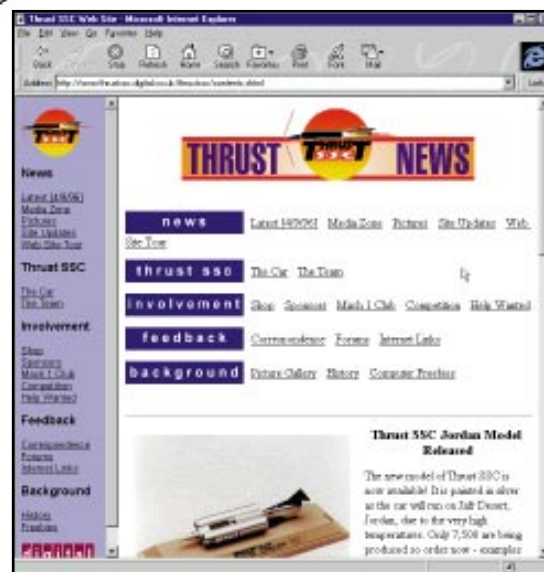 Thrust SSC Web Site - Microsoft Internet Explorer
File Edit View Go Favorites Help
Back Stop Refresh Home Search Favorites Print Font Mail
Address
Links
THRUST SSC NEWS
News
Latest [4/9/96]
Media Zone
Pictures
Site Updates
Web Site Tour
Thrust SSC
The Car
The Team
Involvement
Shop
Sponsors
Mach 1 Club
Competition
Help Wanted
Feedback
Correspondence
Forums
Internet Links
Background
History
Freebies
digital
news Latest [4/9/96] Media Zone Pictures Site Updates Web
Site Tour
thrust ssc The Car The Team
involvement Shop Sponsors Mach 1 Club Competition Help Wanted
feedback Correspondence Forums Internet Links
background Picture Gallery History Computer Freebies
Thrust SSC Jordan Model
Released
The new model of Thrust SSC is
now available! It is painted in silver
as the car will run on Jafr Desert,
Jordan, due to the very high
temperatures. Only 7,500 are being
produced so order now - examples